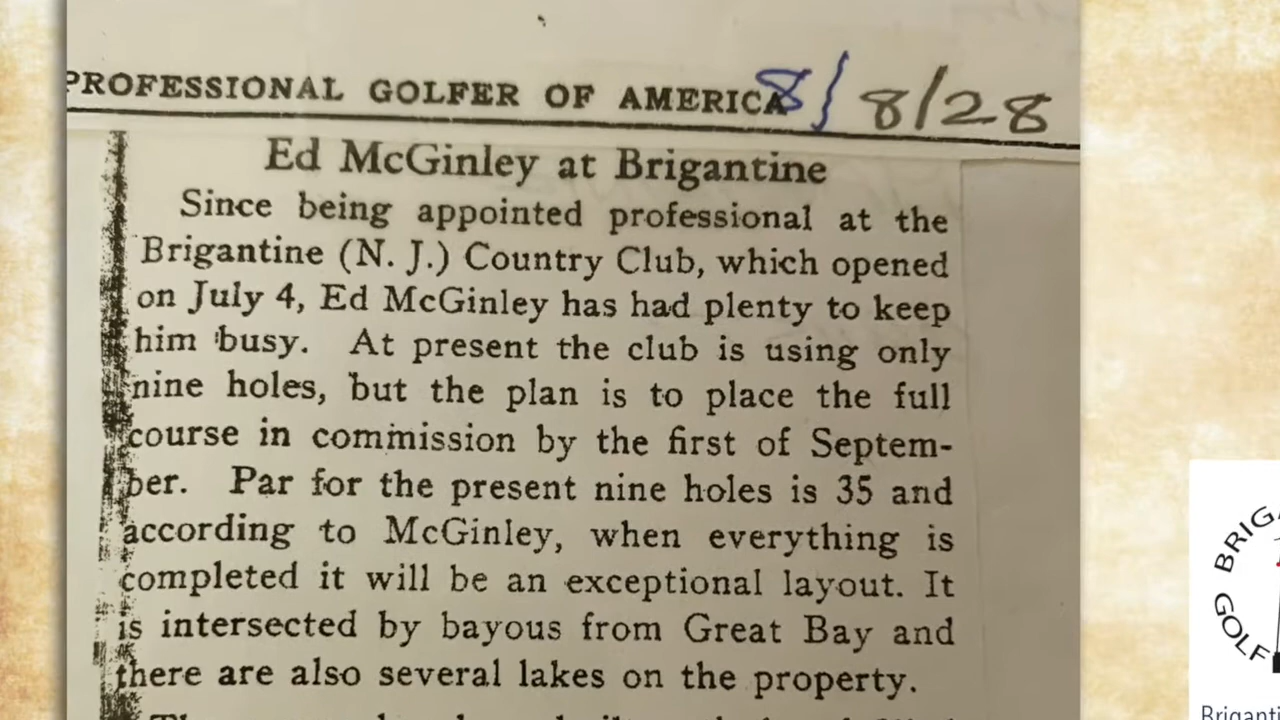 PROFESSIONAL GOLFER OF AMERICA 8/8/28
Ed McGinley at Brigantine
Since being appointed professional at the
Brigantine (N. J.) Country Club, which opened
on July 4, Ed McGinley has had plenty to keep
him busy. At present the club is using only
nine holes, but the plan is to place the full
course in commission by the first of Septem-
ber. Par for the present nine holes is 35 and
according to McGinley, when everything is
completed it will be an exceptional layout. It
is intersected by bayous from Great Bay and
there are also several lakes on the property.
GOLF